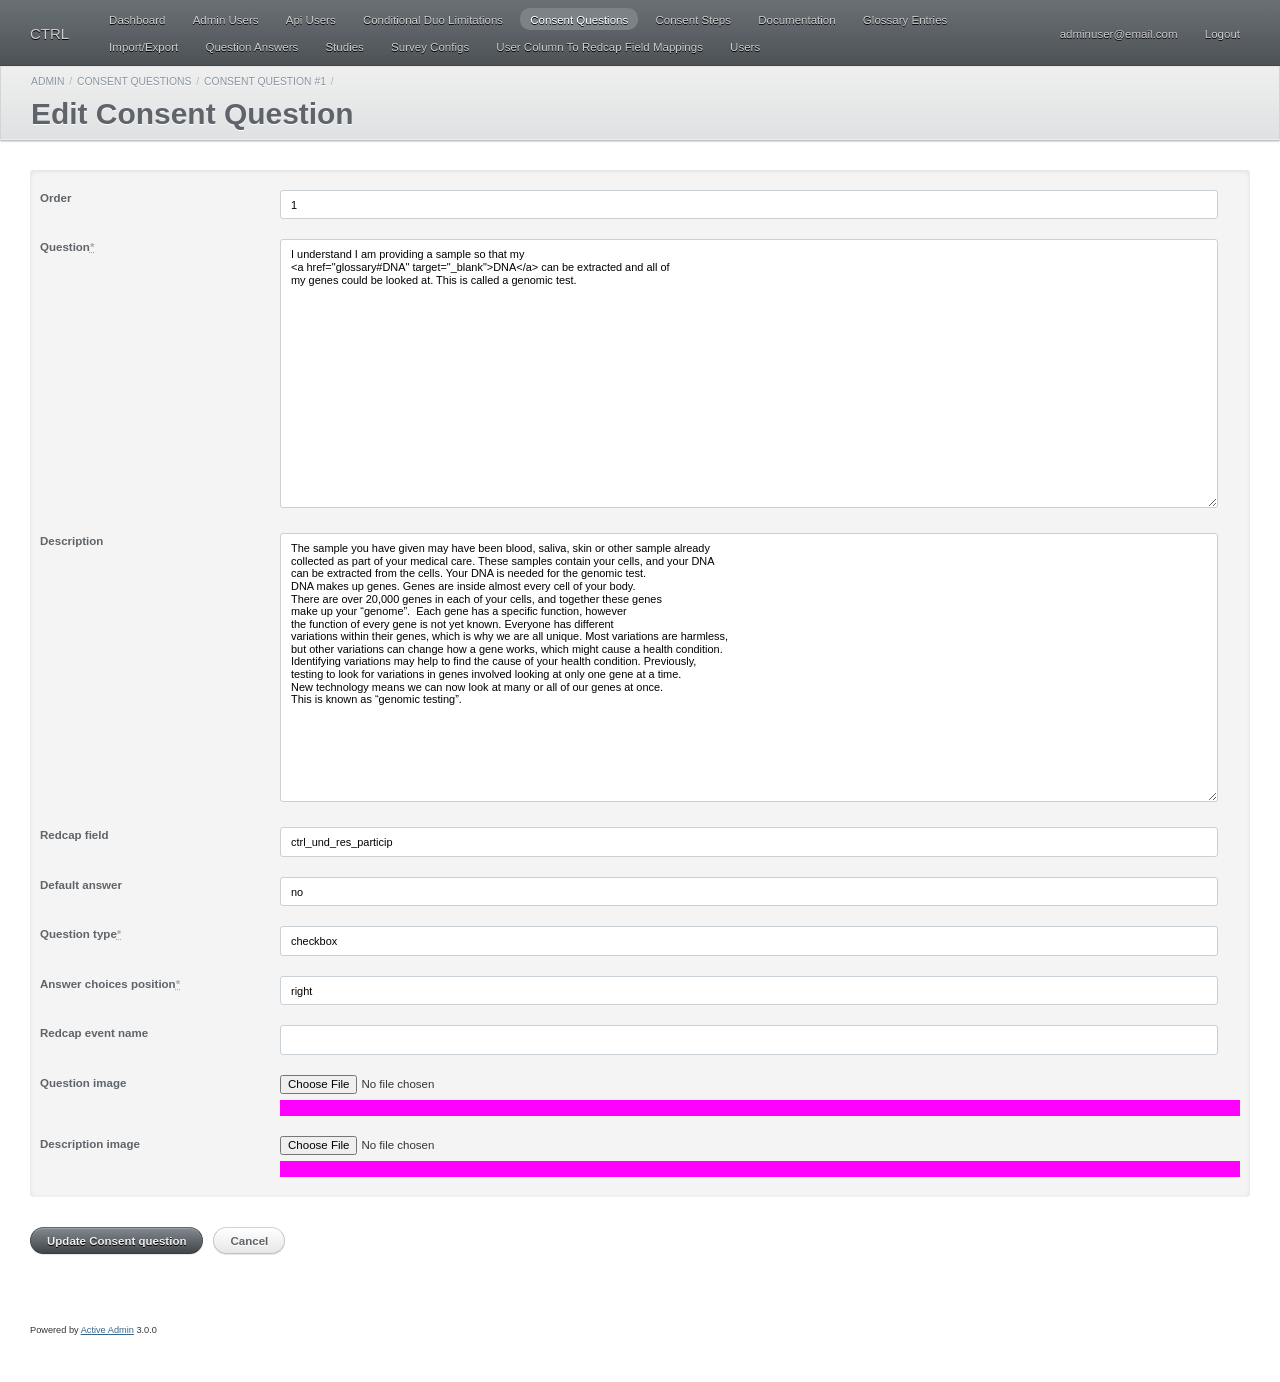 CTRL
Dashboard Admin Users Api Users Conditional Duo Limitations Consent Questions Consent Steps Documentation Glossary Entries
Import/Export Question Answers Studies Survey Configs User Column To Redcap Field Mappings Users
adminuser@email.com Logout
ADMIN / CONSENT QUESTIONS / CONSENT QUESTION #1 /
Edit Consent Question
Order
1
Question*
I understand I am providing a sample so that my
<a href="glossary#DNA" target="_blank">DNA</a> can be extracted and all of
my genes could be looked at. This is called a genomic test.
Description
The sample you have given may have been blood, saliva, skin or other sample already
collected as part of your medical care. These samples contain your cells, and your DNA
can be extracted from the cells. Your DNA is needed for the genomic test.
DNA makes up genes. Genes are inside almost every cell of your body.
There are over 20,000 genes in each of your cells, and together these genes
make up your “genome”.  Each gene has a specific function, however
the function of every gene is not yet known. Everyone has different
variations within their genes, which is why we are all unique. Most variations are harmless,
but other variations can change how a gene works, which might cause a health condition.
Identifying variations may help to find the cause of your health condition. Previously,
testing to look for variations in genes involved looking at only one gene at a time.
New technology means we can now look at many or all of our genes at once.
This is known as “genomic testing”.
Redcap field
ctrl_und_res_particip
Default answer
no
Question type*
checkbox
Answer choices position*
right
Redcap event name
Question image
Choose File No file chosen
Description image
Choose File No file chosen
Update Consent question Cancel
Powered by Active Admin 3.0.0